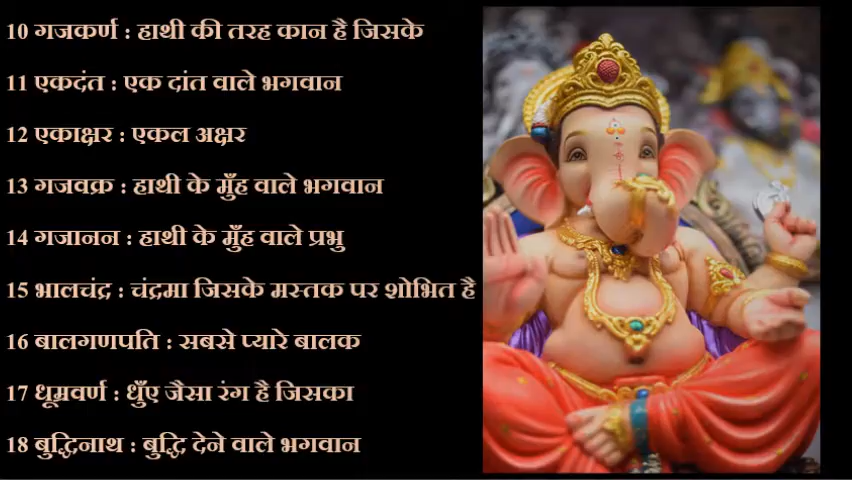 10 गजकर्ण : हाथी की तरह कान है जिसके
11 एकदंत : एक दांत वाले भगवान
12 एकाक्षर : एकल अक्षर
13 गजवक्र : हाथी के मुँह वाले भगवान
14 गजानन : हाथी के मुँह वाले प्रभु
15 भालचंद्र : चंद्रमा जिसके मस्तक पर शोभित है
16 बालगणपति : सबसे प्यारे बालक
17 धूम्रवर्ण : धुँए जैसा रंग है जिसका
18 बुद्धिनाथ : बुद्धि देने वाले भगवान